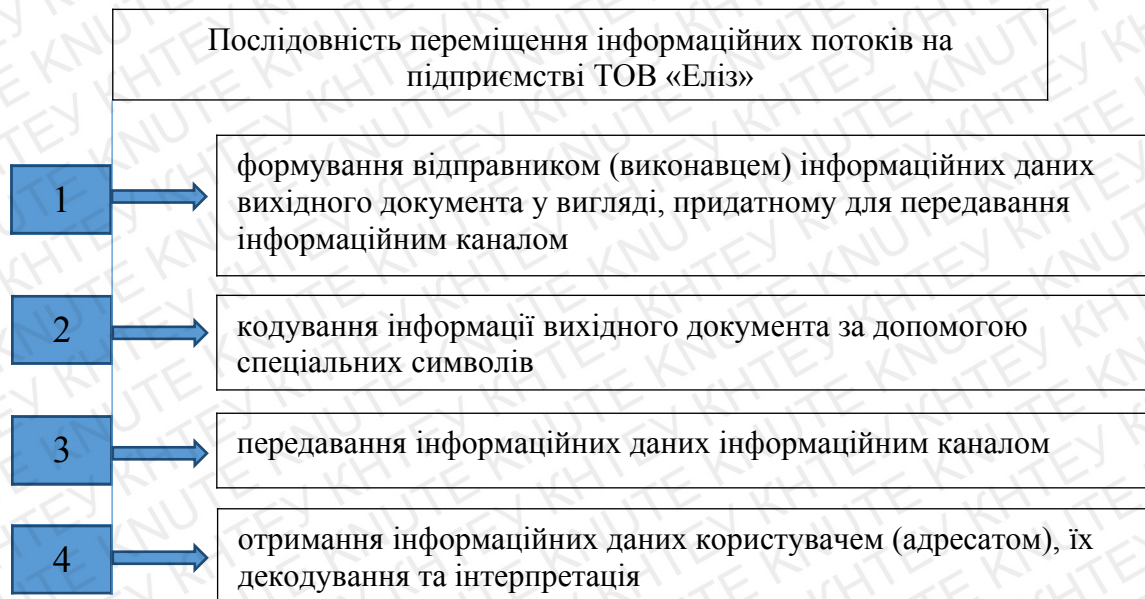 Послідовність переміщення інформаційних потоків на
підприємстві ТОВ «Еліз»
1
формування відправником (виконавцем) інформаційних даних
вихідного документа у вигляді, придатному для передавання
інформаційним каналом
2
кодування інформації вихідного документа за допомогою
спеціальних символів
3
передавання інформаційних даних інформаційним каналом
4
отримання інформаційних даних користувачем (адресатом), їх
декодування та інтерпретація